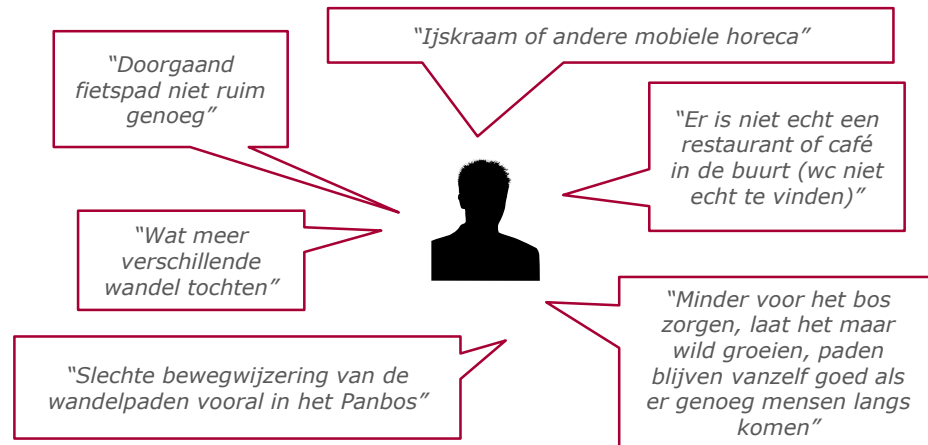 “Ijskraam of andere mobiele horeca”
“Doorgaand
fietspad niet ruim
genoeg”
“Er is niet echt een
restaurant of café
in de buurt (wc niet
echt te vinden)”
“Wat meer
verschillende
wandel tochten”
“Minder voor het bos
zorgen, laat het maar
wild groeien, paden
blijven vanzelf goed als
er genoeg mensen langs
komen”
“Slechte bewegwijzering van de
wandelpaden vooral in het Panbos”